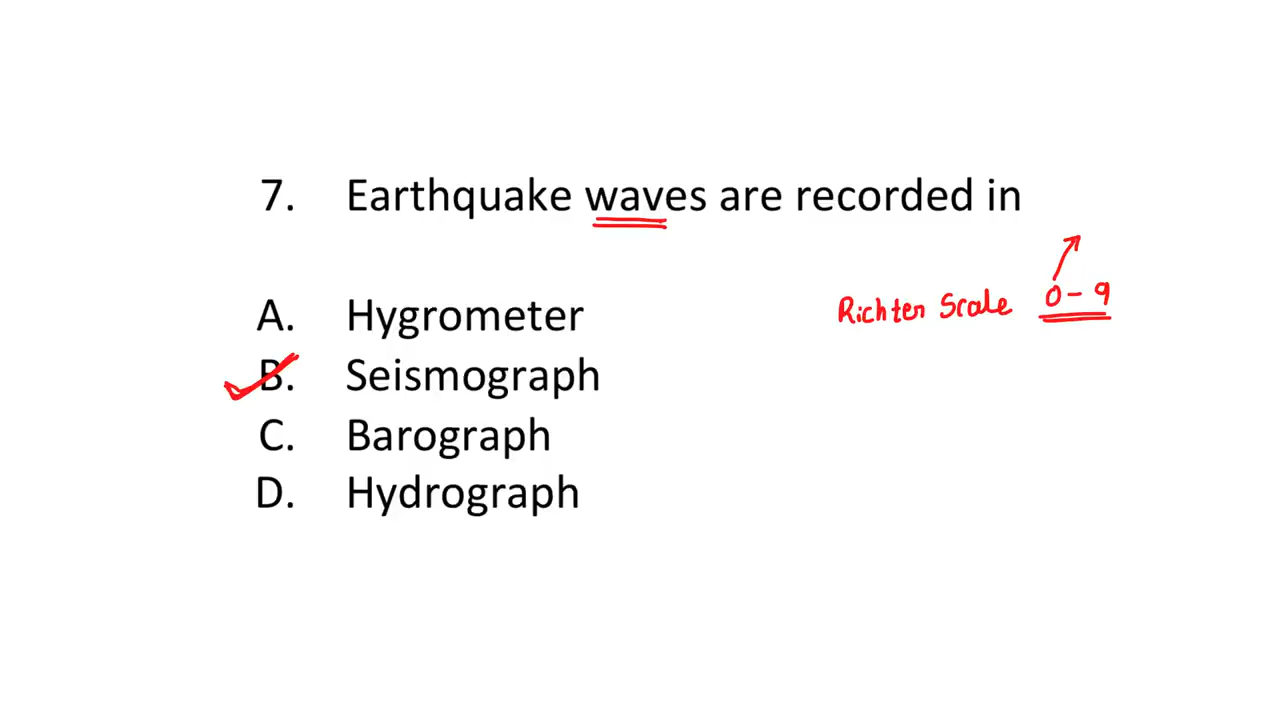 7. Earthquake waves are recorded in
Richter Scale 0-9
A. Hygrometer
B. Seismograph
C. Barograph
D. Hydrograph